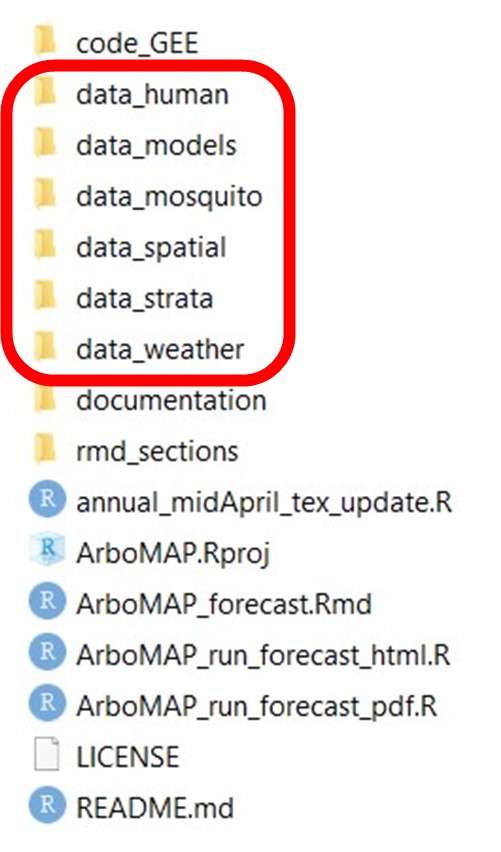 code_GEE
data_human
data_models
data_mosquito
data_spatial
data_strata
data_weather
documentation
rmd_sections
R annual_midApril_tex_update.R
R ArboMAP.Rproj
R ArboMAP_forecast.Rmd
R ArboMAP_run_forecast_html.R
R ArboMAP_run_forecast_pdf.R
LICENSE
R README.md